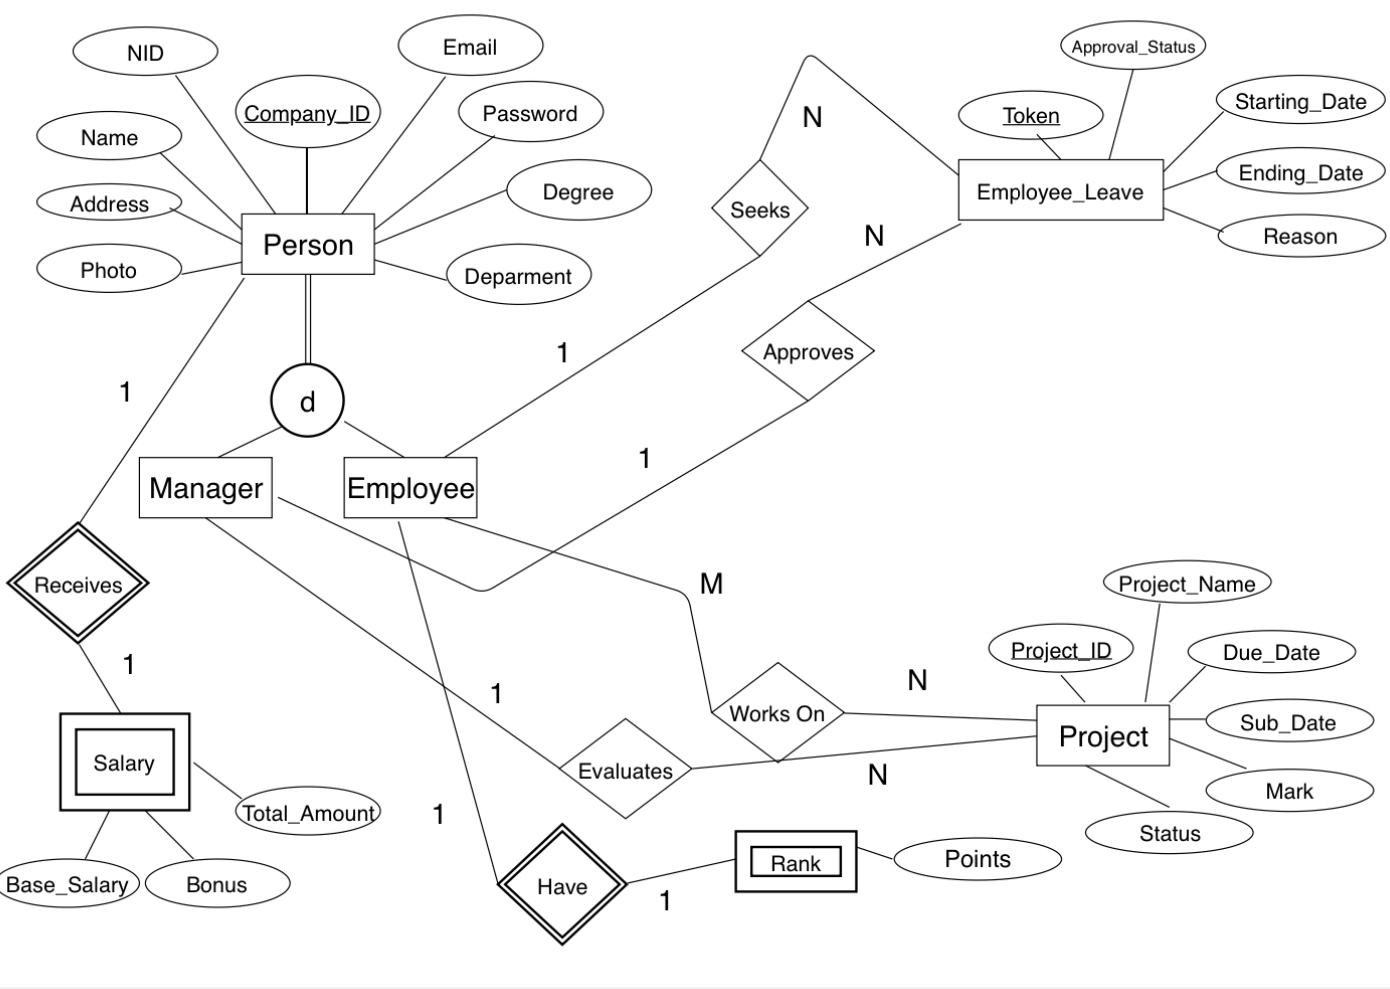 NID
Email
Approval_Status
Company_ID
Password
N
Token
Starting_Date
Name
Degree
Seeks
Employee_Leave
Ending_Date
Address
Person
N
Reason
Photo
Deparment
1
Approves
1
d
1
Manager
Employee
Receives
M
Project_Name
1
Project_ID
Due_Date
1
N
Works On
Project
Sub_Date
Salary
Evaluates
N
Mark
Total_Amount
1
Status
Base_Salary
Bonus
Have
1
Rank
Points